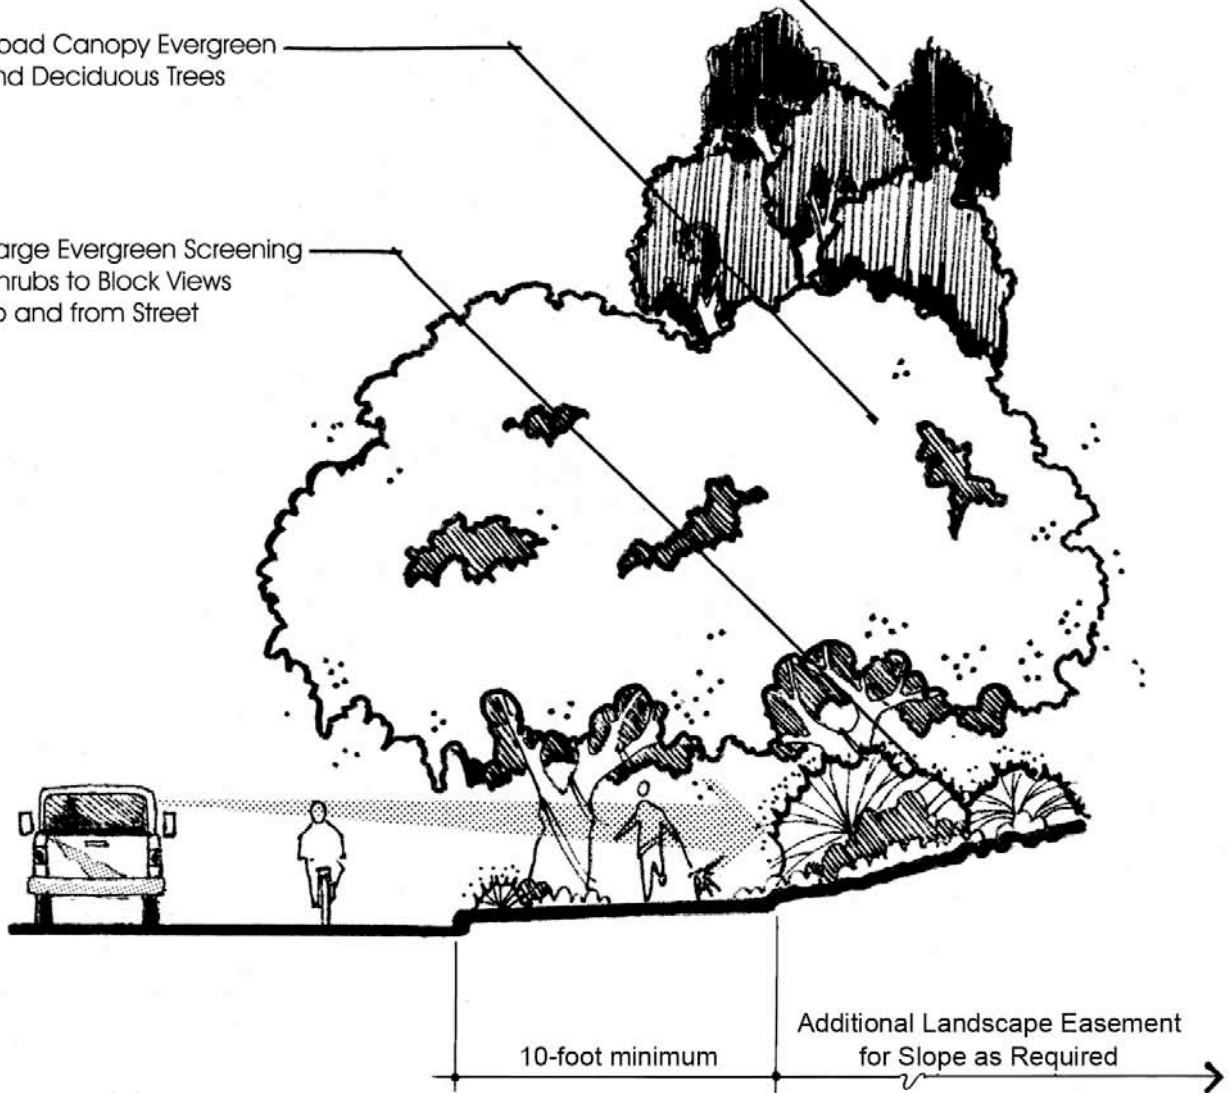 oad Canopy Evergreen
nd Deciduous Trees
arge Evergreen Screening
hrubs to Block Views
o and from Street
10-foot minimum
Additional Landscape Easement
for Slope as Required